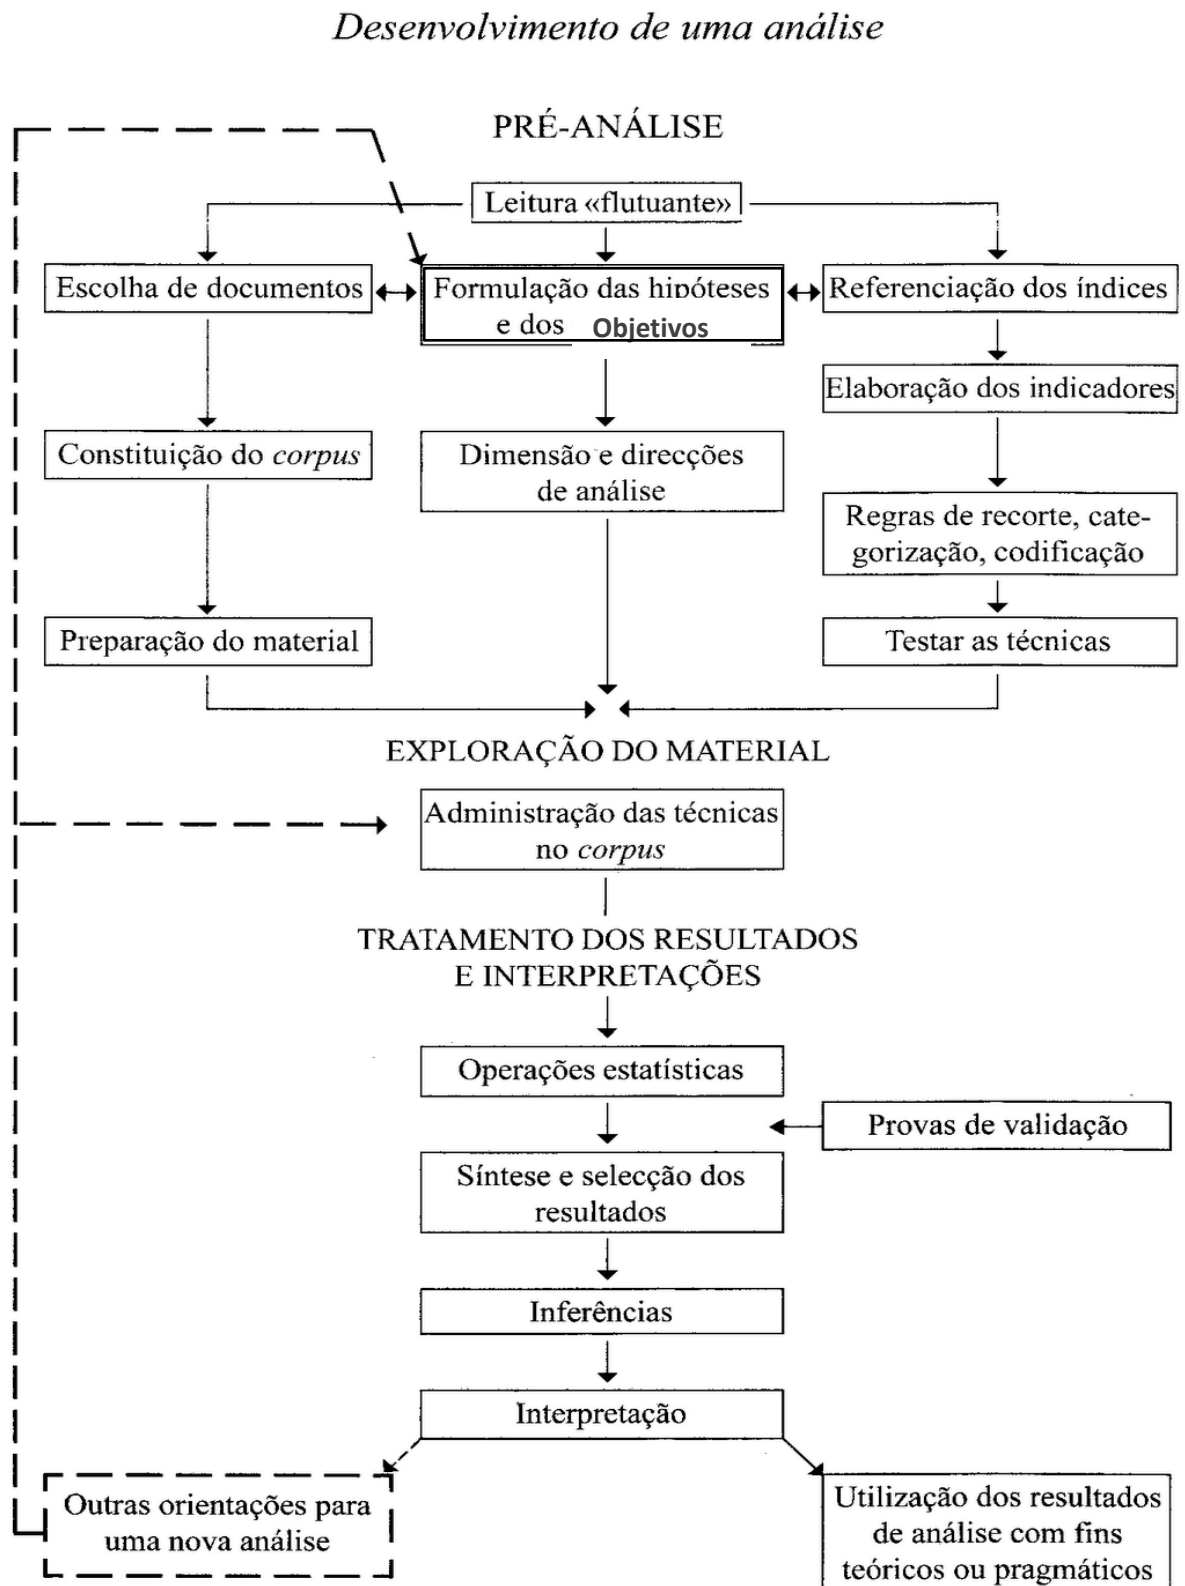 Desenvolvimento de uma análise
PRÉ-ANÁLISE
Leitura «flutuante»
Escolha de documentos
Formulação das hipóteses
e dos Objetivos
Referenciação dos índices
Elaboração dos indicadores
Constituição do corpus
Dimensão e direcções
de análise
Regras de recorte, cate-
gorização, codificação
Preparação do material
Testar as técnicas
EXPLORAÇÃO DO MATERIAL
Administração das técnicas
no corpus
TRATAMENTO DOS RESULTADOS
E INTERPRETAÇÕES
Operações estatísticas
Provas de validação
Síntese e selecção dos
resultados
Inferências
Interpretação
Outras orientações para
uma nova análise
Utilização dos resultados
de análise com fins
teóricos ou pragmáticos